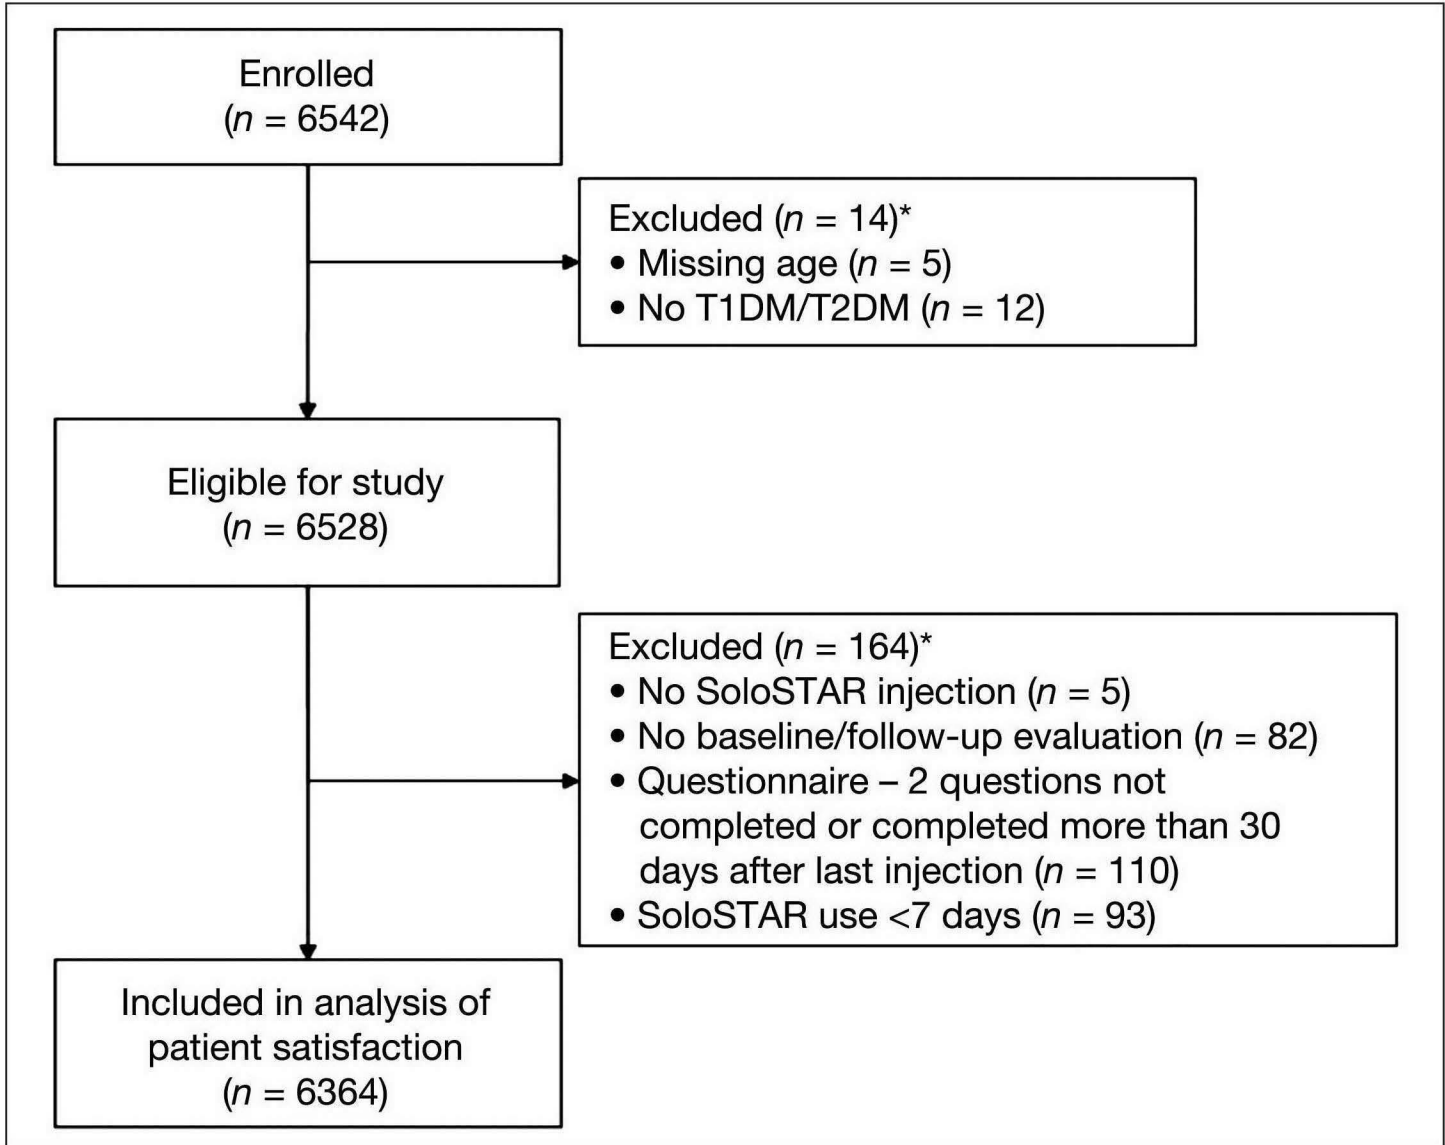 Enrolled
(n = 6542)
Excluded (n = 14)*
• Missing age (n = 5)
• No T1DM/T2DM (n = 12)
Eligible for study
(n = 6528)
Excluded (n = 164)*
• No SoloSTAR injection (n = 5)
• No baseline/follow-up evaluation (n = 82)
• Questionnaire – 2 questions not
completed or completed more than 30
days after last injection (n = 110)
• SoloSTAR use <7 days (n = 93)
Included in analysis of
patient satisfaction
(n = 6364)